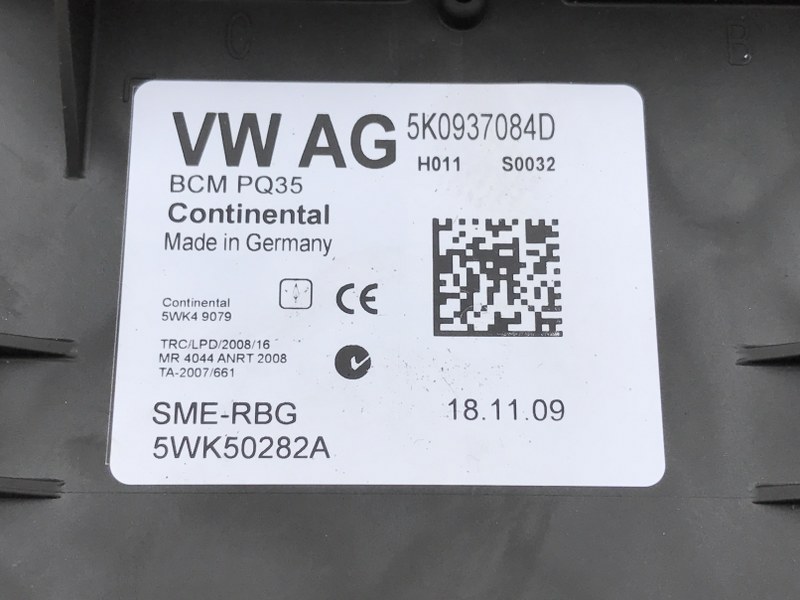 VW AG 5K0937084D
H011 S0032
BCM PQ35
Continental
Made in Germany
Continental
5WK4 9079
CE
TRC/LPD/2008/16
MR 4044 ANRT 2008
TA-2007/661
SME-RBG 18.11.09
5WK50282A